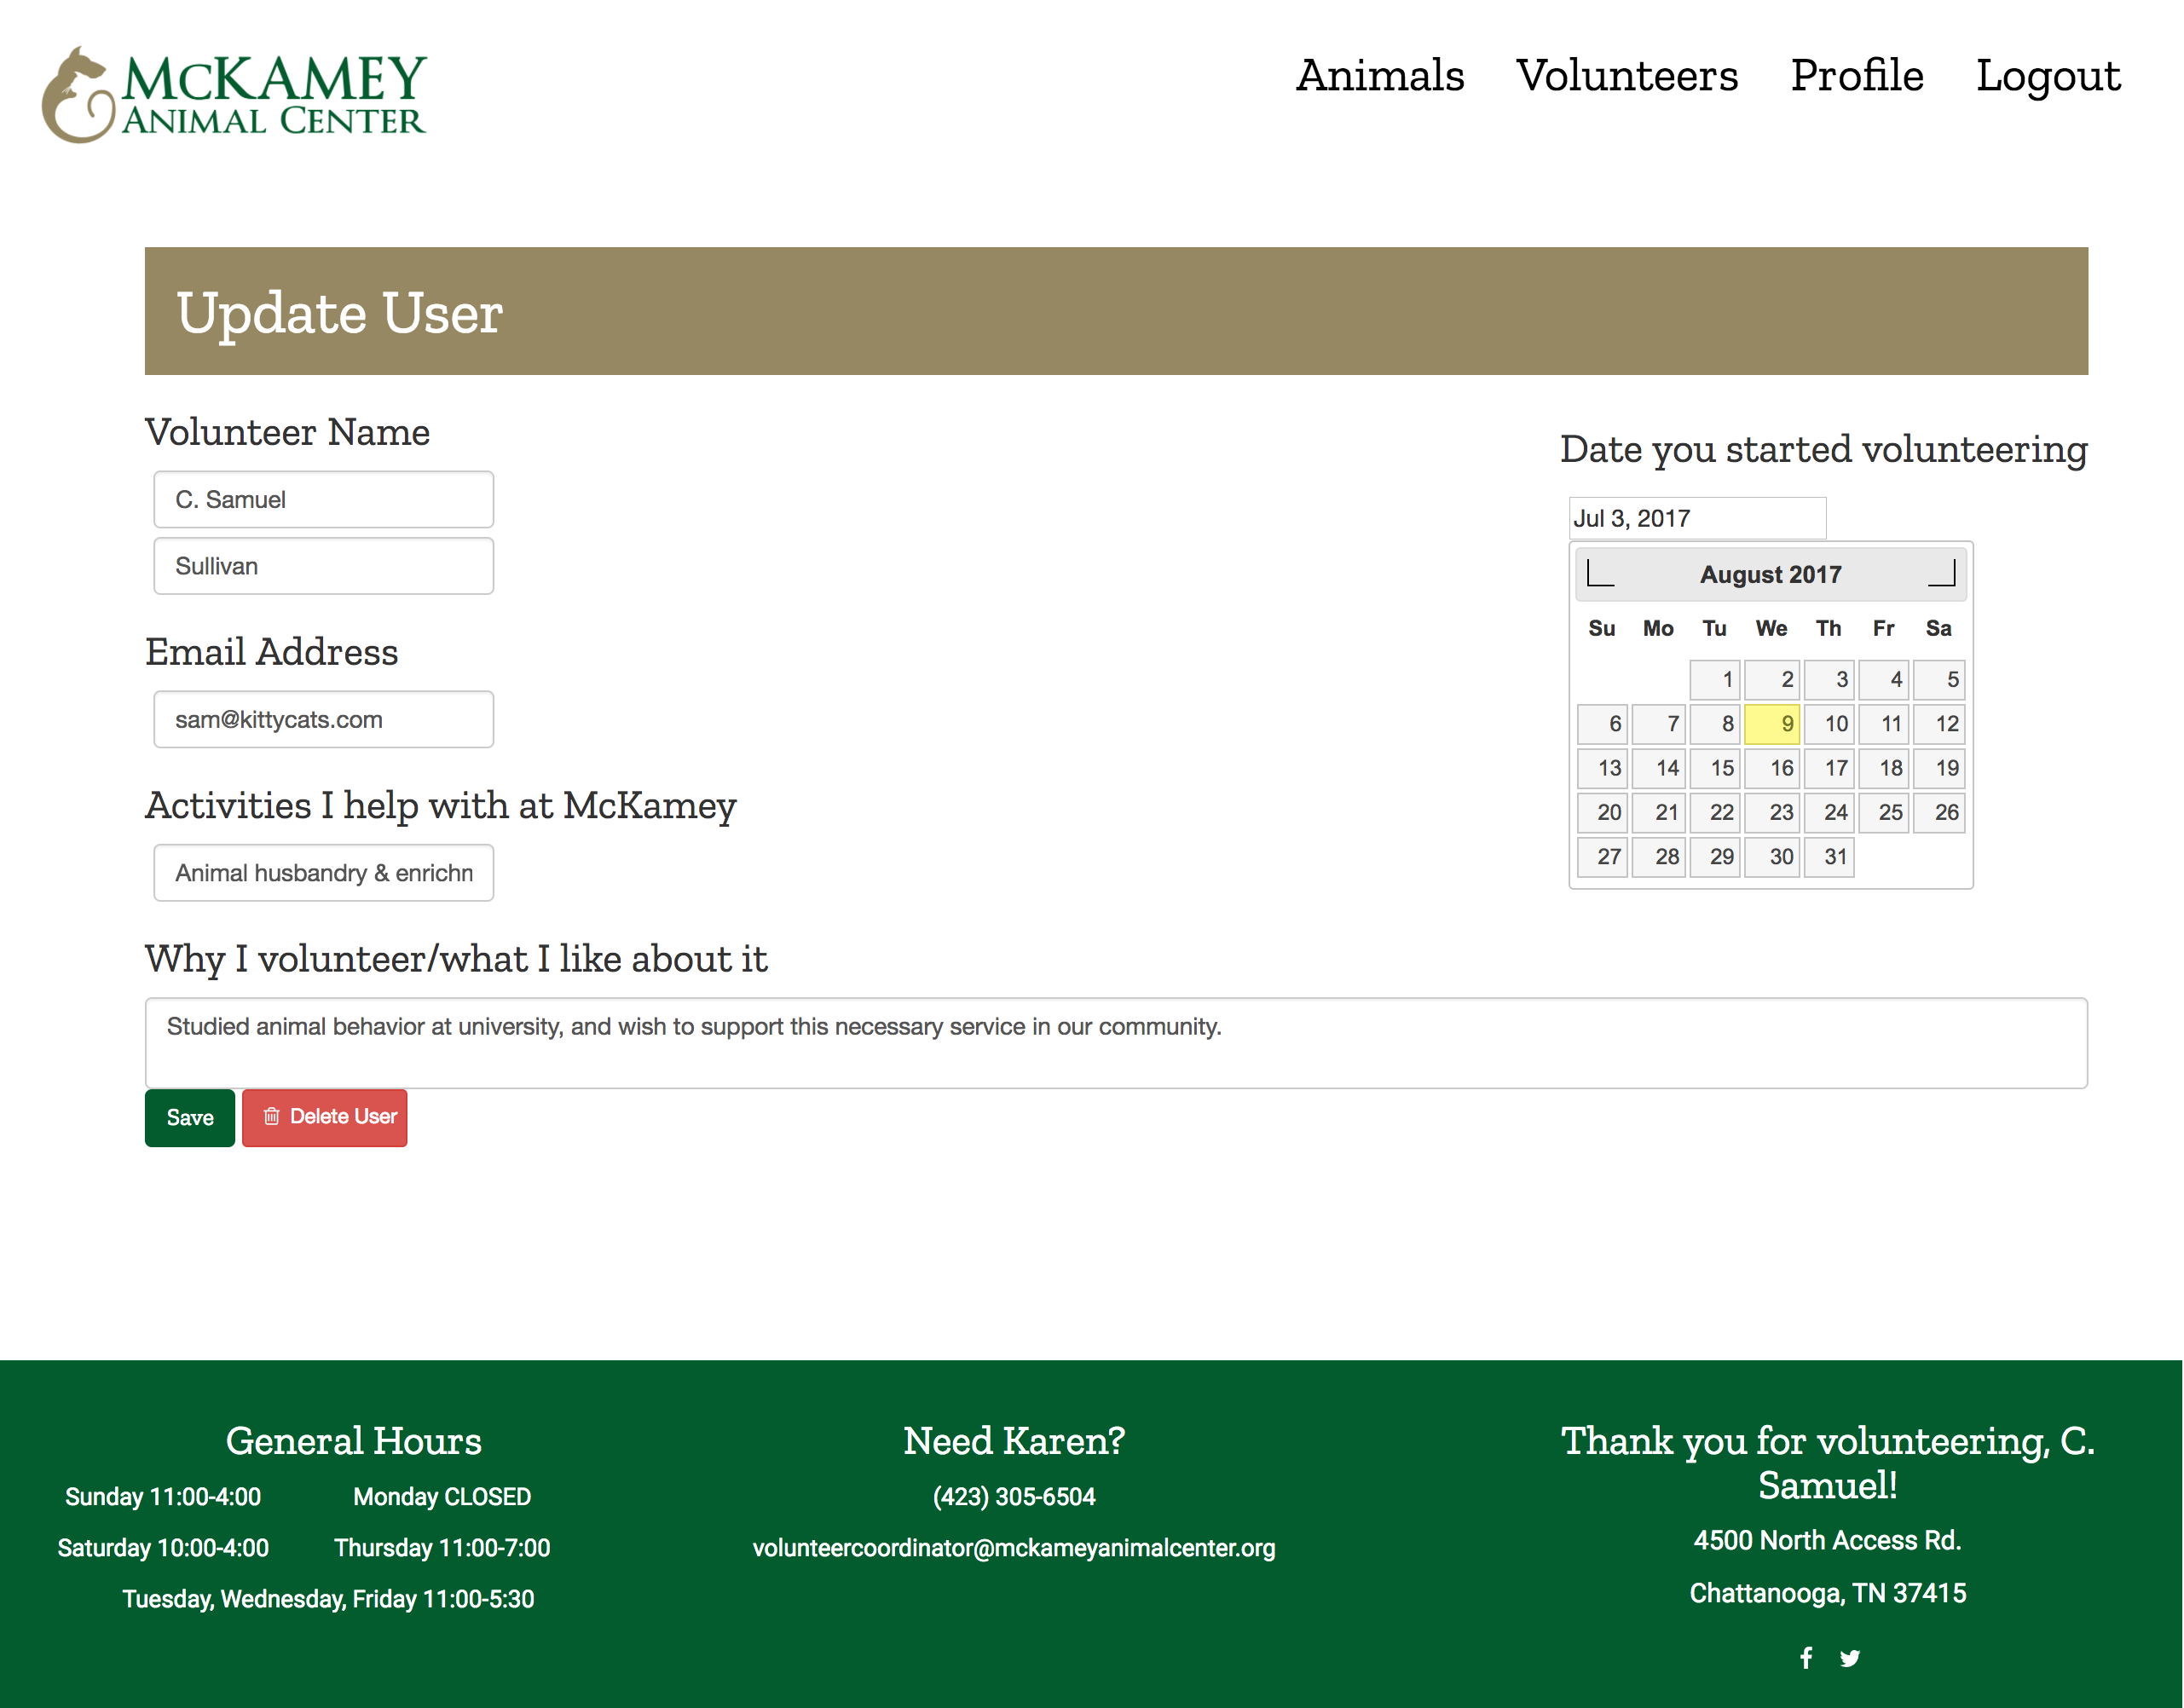 McKAMEY
ANIMAL CENTER
Animals Volunteers Profile Logout
Update User
Volunteer Name
C. Samuel
Sullivan
Email Address
sam@kittycats.com
Activities I help with at McKamey
Animal husbandry & enrichn
Date you started volunteering
Jul 3, 2017
August 2017
Su Mo Tu We Th Fr Sa
1 2 3 4 5
6 7 8 9 10 11 12
13 14 15 16 17 18 19
20 21 22 23 24 25 26
27 28 29 30 31
Why I volunteer/what I like about it
Studied animal behavior at university, and wish to support this necessary service in our community.
Save Delete User
General Hours
Sunday 11:00-4:00 Monday CLOSED
Saturday 10:00-4:00 Thursday 11:00-7:00
Tuesday, Wednesday, Friday 11:00-5:30
Need Karen?
(423) 305-6504
volunteercoordinator@mckameyanimalcenter.org
Thank you for volunteering, C.
Samuel!
4500 North Access Rd.
Chattanooga, TN 37415